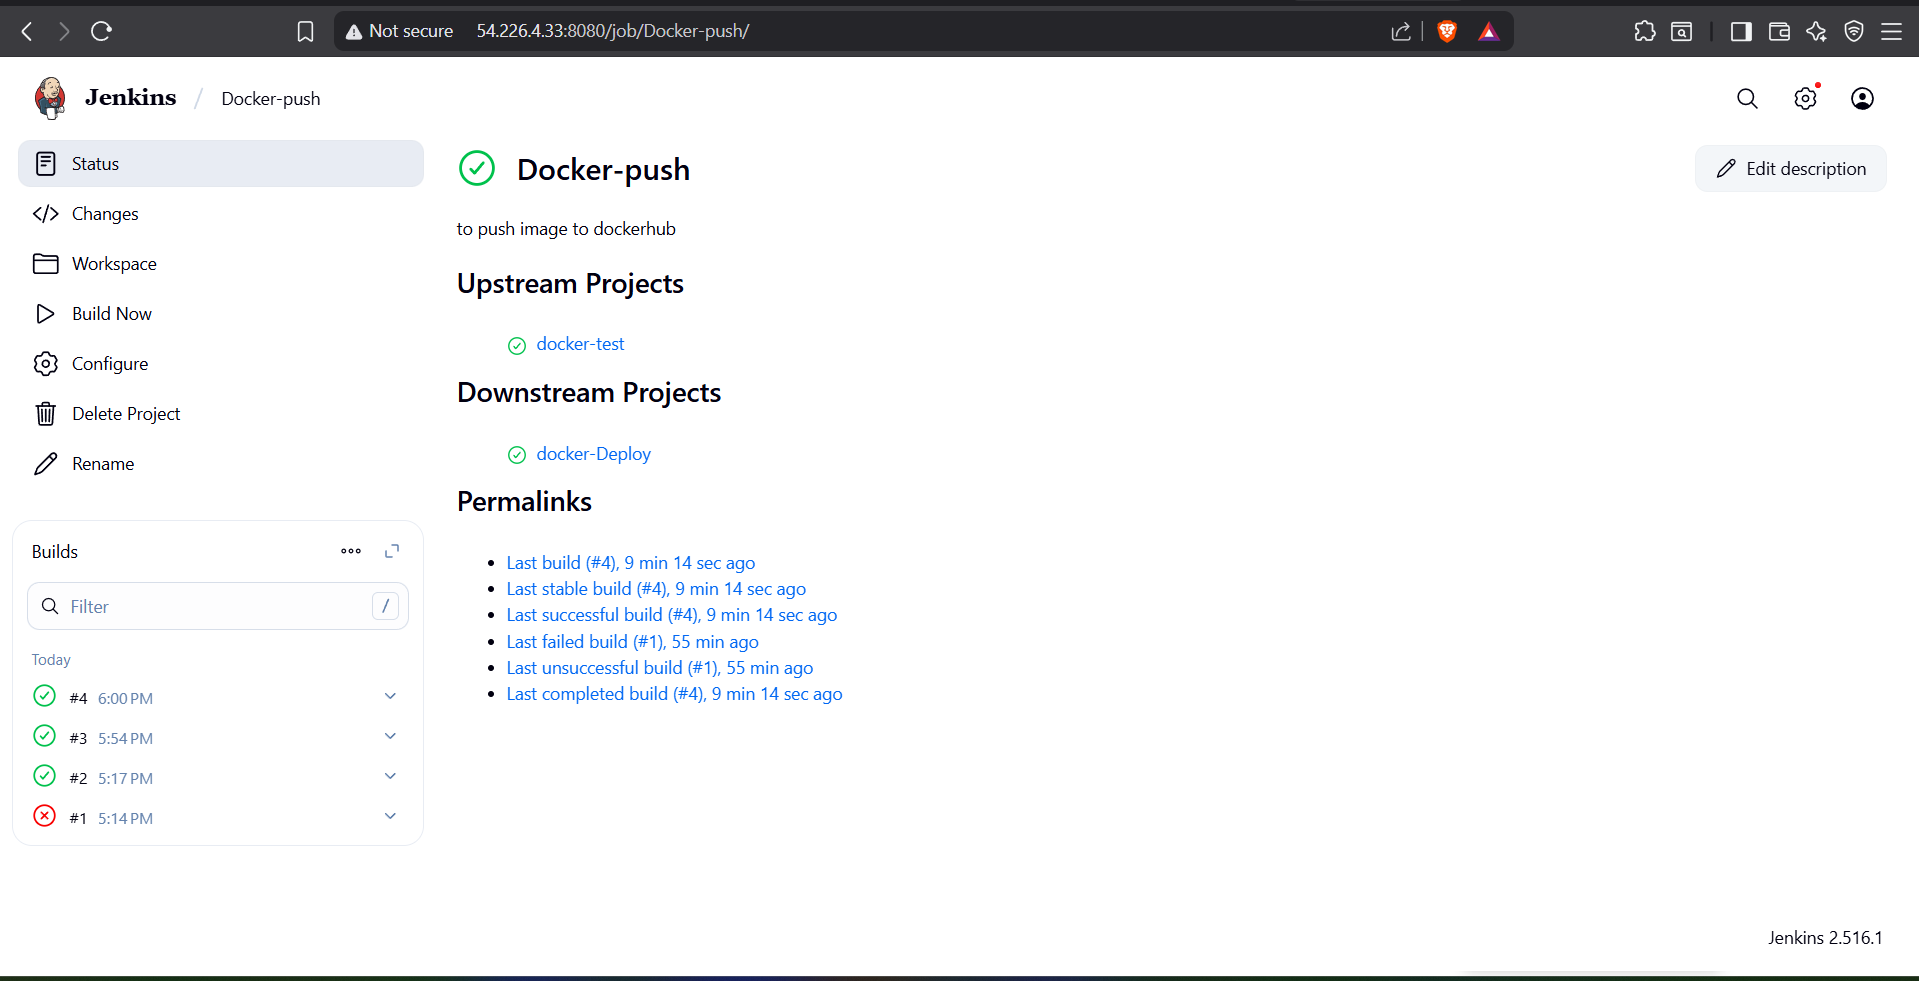 Not secure 54.226.4.33:8080/job/Docker-push/
Jenkins / Docker-push
Status
Changes
Workspace
Build Now
Configure
Delete Project
Rename
Builds
Filter /
Today
#4 6:00 PM
#3 5:54 PM
#2 5:17 PM
#1 5:14 PM
Docker-push
Edit description
to push image to dockerhub
Upstream Projects
docker-test
Downstream Projects
docker-Deploy
Permalinks
• Last build (#4), 9 min 14 sec ago
• Last stable build (#4), 9 min 14 sec ago
• Last successful build (#4), 9 min 14 sec ago
• Last failed build (#1), 55 min ago
• Last unsuccessful build (#1), 55 min ago
• Last completed build (#4), 9 min 14 sec ago
Jenkins 2.516.1